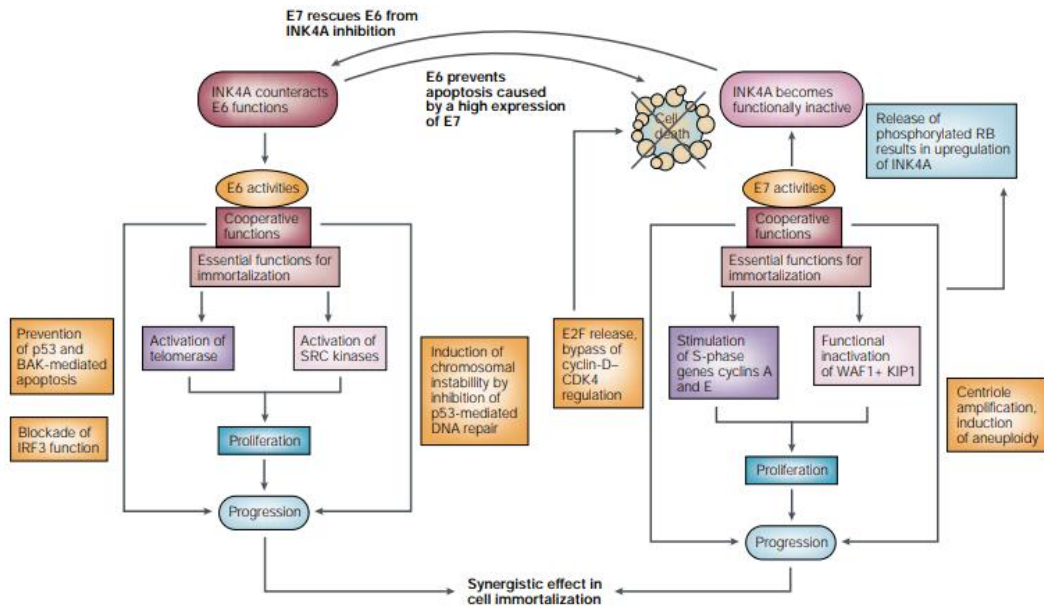 E7 rescues E6 from
INK4A inhibition
INK4A counteracts
E6 functions
E6 prevents
apoptosis caused
by a high expression
of E7
Cell
death
INK4A becomes
functionally inactive
Release of
phosphorylated RB
results in upregulation
of INK4A
E6 activities
Cooperative
functions
Essential functions for
immortalization
Prevention
of p53 and
BAK-mediated
apoptosis
Blockade of
IRF3 function
Activation of
telomerase
Activation of
SRC kinases
Induction of
chromosomal
instability by
inhibition of
p53-mediated
DNA repair
Proliferation
Progression
E7 activities
Cooperative
functions
Essential functions for
immortalization
E2F release,
bypass of
cyclin-D–
CDK4
regulation
Stimulation
of S-phase
genes cyclins A
and E
Functional
inactivation
of WAF1+ KIP1
Centriole
amplification,
induction
of aneuploidy
Proliferation
Progression
Synergistic effect in
cell immortalization